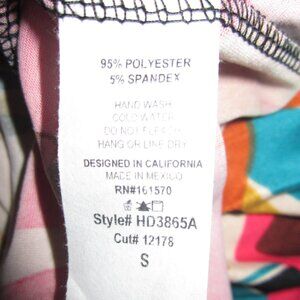 95% POLYESTER
5% SPANDEX
HAND WASH
COLD WATER
DO NOT BLEACH
HANG OR LINE DRY
DESIGNED IN CALIFORNIA
MADE IN MEXICO
RN#161570
Style# HD3865A
Cut# 12178
S